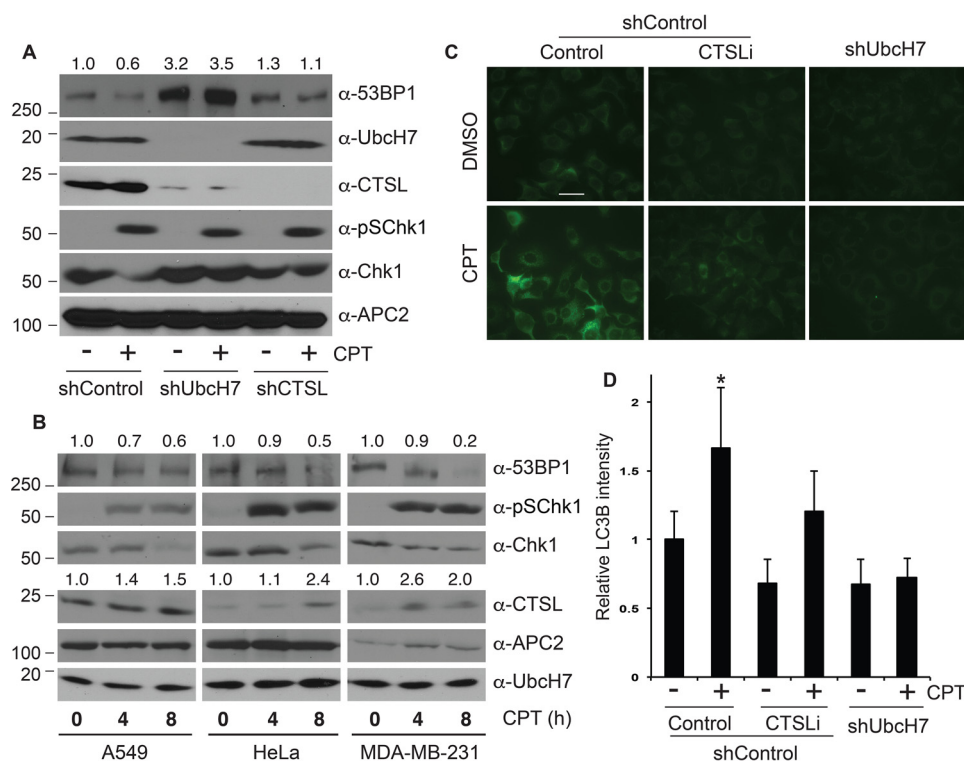 A
1.0 0.6 3.2 3.5 1.3 1.1
250 α-53BP1
20 α-UbcH7
25 α-CTSL
50 α-pSChk1
50 α-Chk1
100 α-APC2
- + - + - + CPT
shControl shUbcH7 shCTSL
B
1.0 0.7 0.6 1.0 0.9 0.5 1.0 0.9 0.2
250 α-53BP1
50 α-pSChk1
50 α-Chk1
1.0 1.4 1.5 1.0 1.1 2.4 1.0 2.6 2.0
25 α-CTSL
100 α-APC2
20 α-UbcH7
0 4 8 0 4 8 0 4 8 CPT (h)
A549 HeLa MDA-MB-231
C
shControl
Control CTSLi shUbcH7
DMSO
CPT
D
Relative LC3B intensity
2
1.5
1
0.5
0
*
- + - + - + CPT
Control CTSLi shUbcH7
shControl